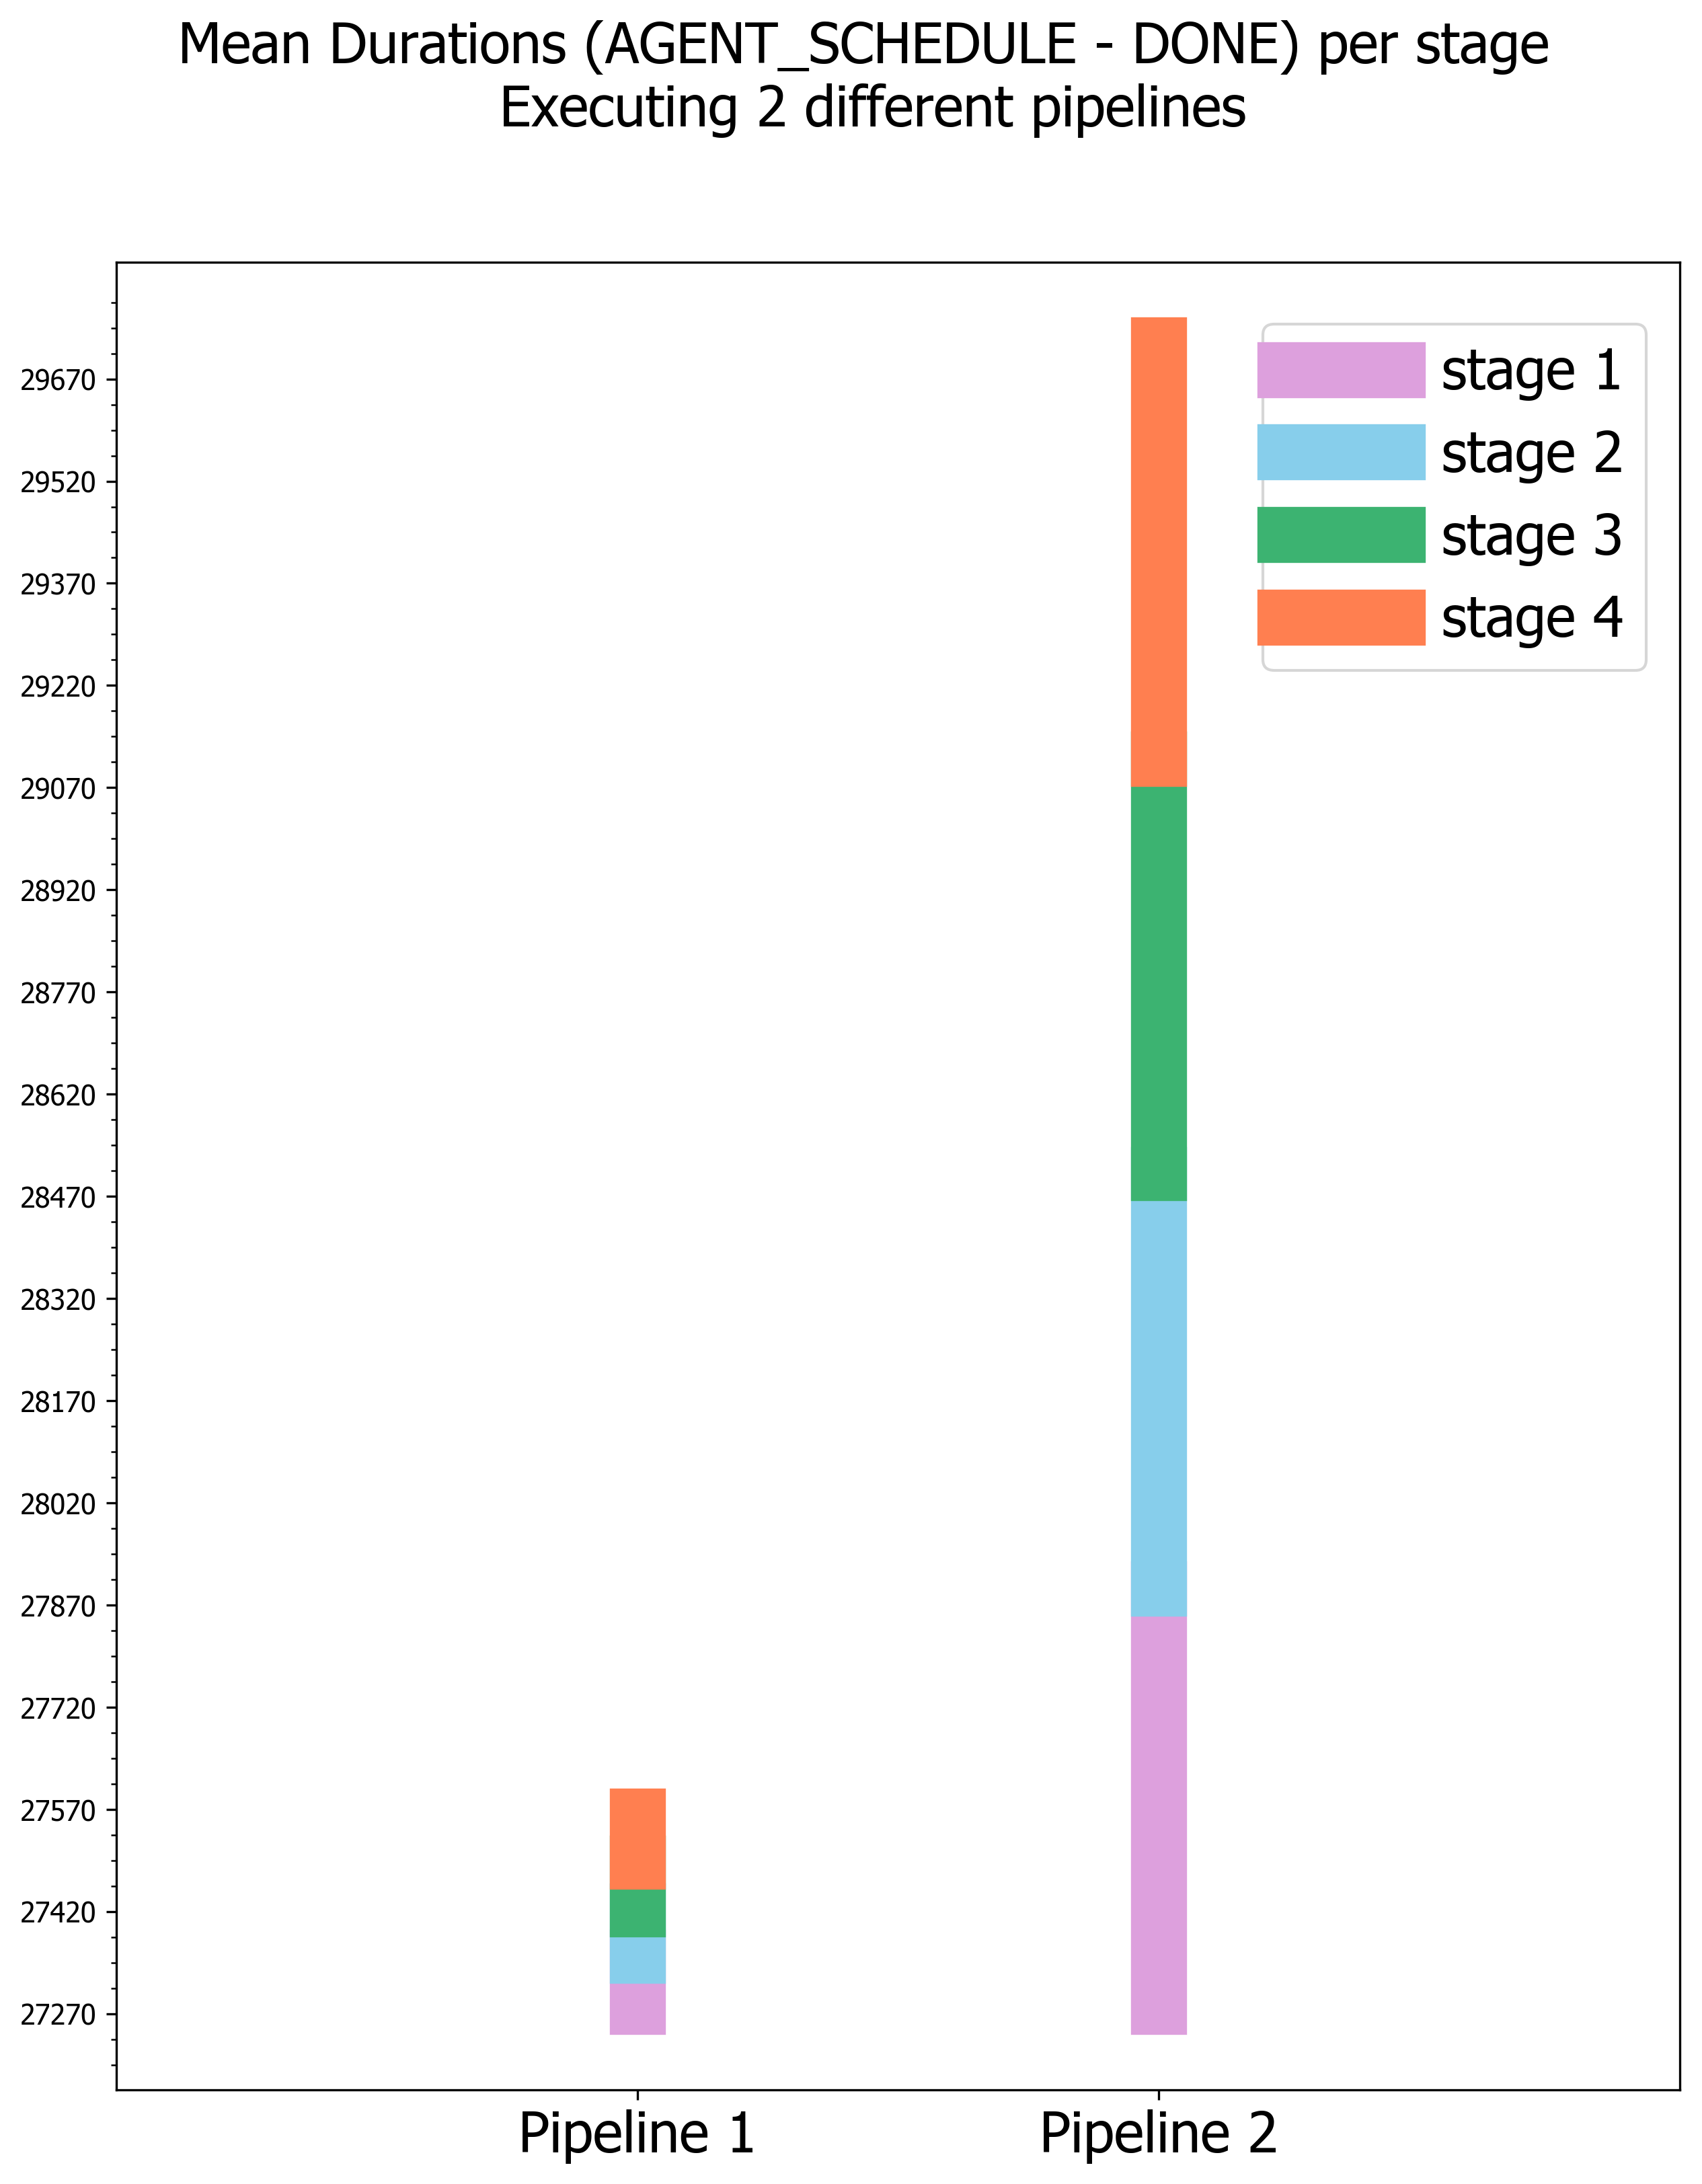 Mean Durations (AGENT_SCHEDULE - DONE) per stage
Executing 2 different pipelines
29670
29520
29370
29220
29070
28920
28770
28620
28470
28320
28170
28020
27870
27720
27570
27420
27270
stage 1
stage 2
stage 3
stage 4
Pipeline 1
Pipeline 2